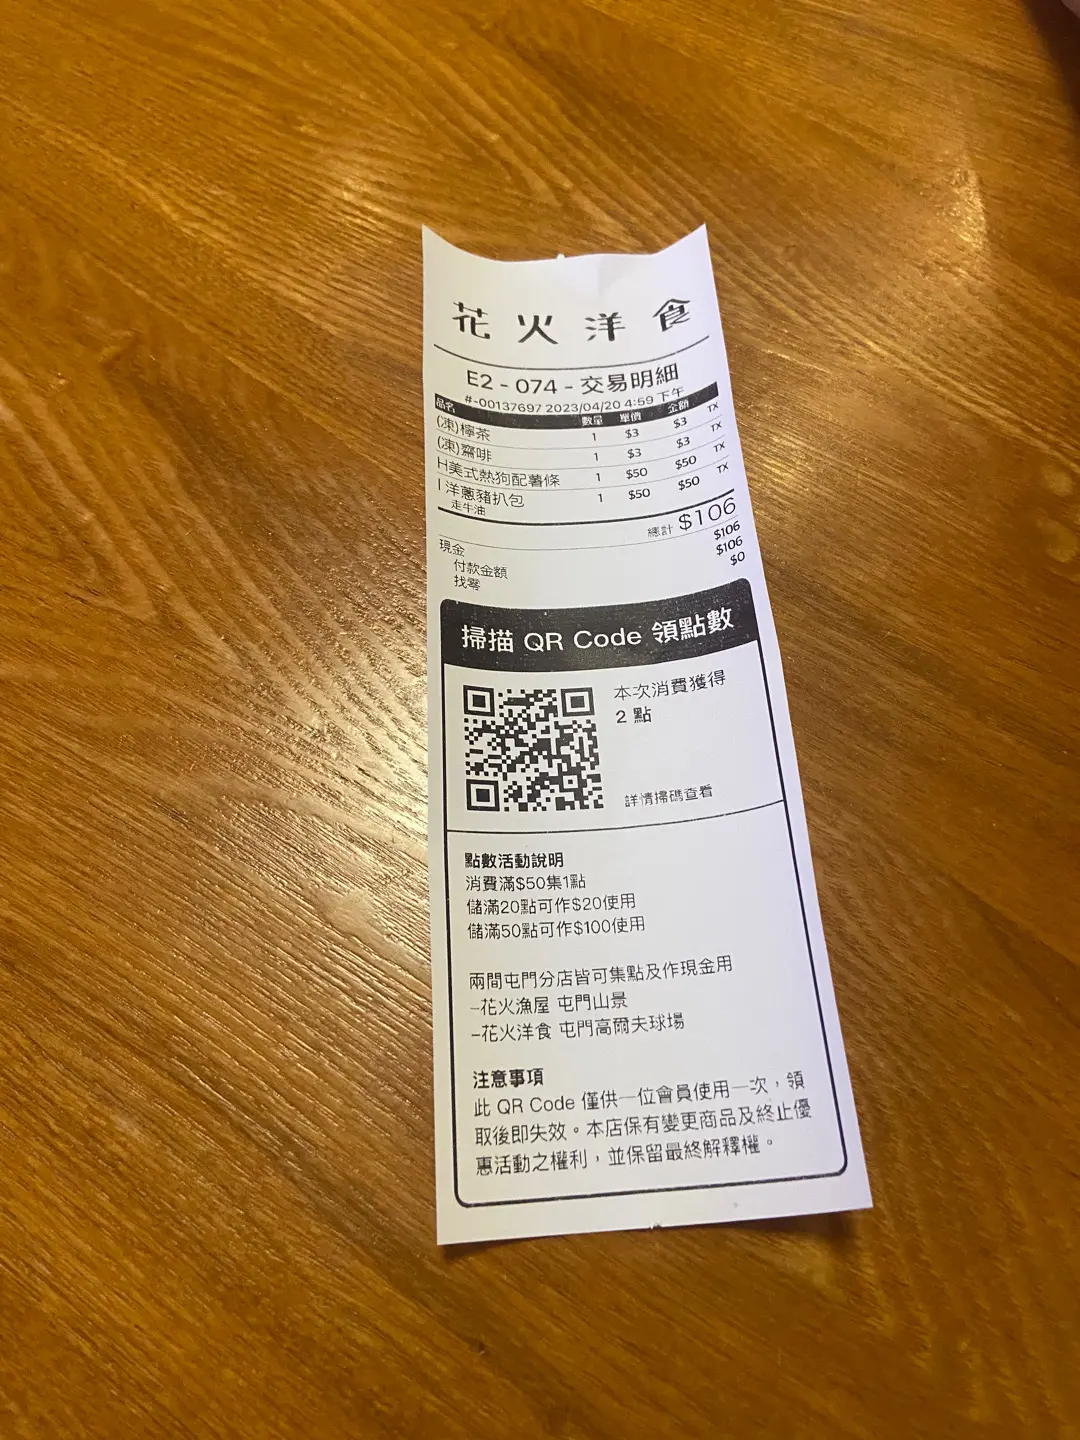 花火洋食
E2 - 074 - 交易明細
#-00137697 2023/04/20 4:59 下午
品名 數量 單價 金額
(凍)檸茶 1 $3 $3 TX
(凍)齋啡 1 $3 $3 TX
H美式熱狗配薯條 1 $50 $50 TX
I 洋蔥豬扒包 1 $50 $50 TX
走牛油
總計 $106
現金 $106
付款金額 $106
找零 $0
掃描 QR Code 領點數
本次消費獲得
2 點
詳情掃碼查看
點數活動說明
消費滿$50集1點
儲滿20點可作$20使用
儲滿50點可作$100使用
兩間屯門分店皆可集點及作現金用
-花火漁屋 屯門山景
-花火洋食 屯門高爾夫球場
注意事項
此 QR Code 僅供一位會員使用一次，領
取後即失效。本店保有變更商品及終止優
惠活動之權利，並保留最終解釋權。